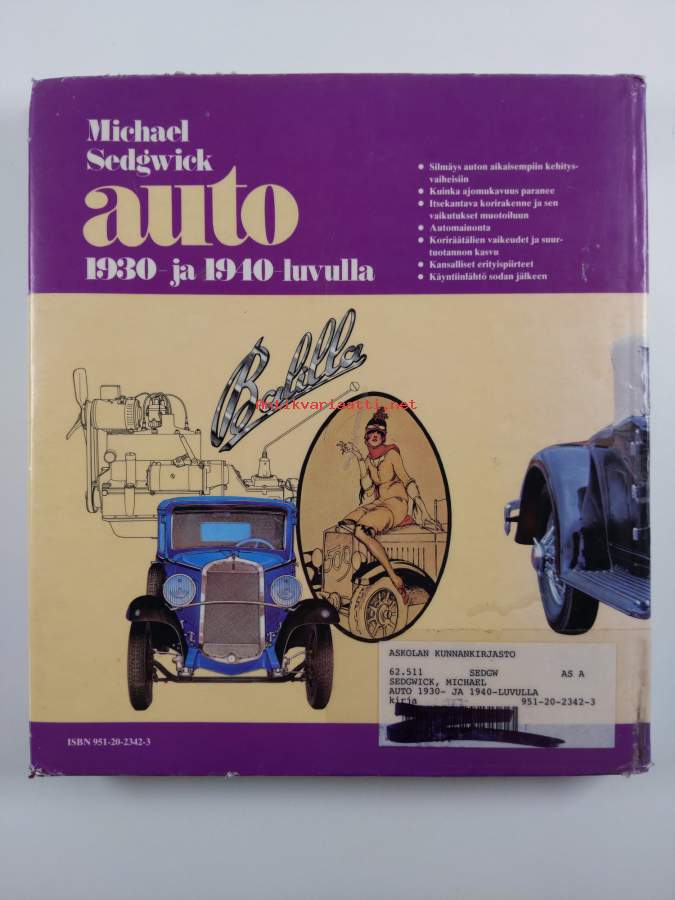 Michael
Sedgwick
auto
1930-ja 1940-luvulla
• Silmäys auton aikaisempiin kehitys-
vaiheisiin
• Kuinka ajomukavuus paranee
• Itsekantava korirakenne ja sen
vaikutukset muotoiluun
• Automainonta
• Koriräätälien vaikeudet ja suur-
tuotannon kasvu
• Kansalliset erityispiirteet
• Käyntiinlähtö sodan jälkeen
Balilla
Antikvariaatti.net
509
ASKOLAN KUNNANKIRJASTO
62.511 SEDGW AS A
SEDGWICK, MICHAEL
AUTO 1930- JA 1940-LUVULLA
kirja 951-20-2342-3
ISBN 951-20-2342-3